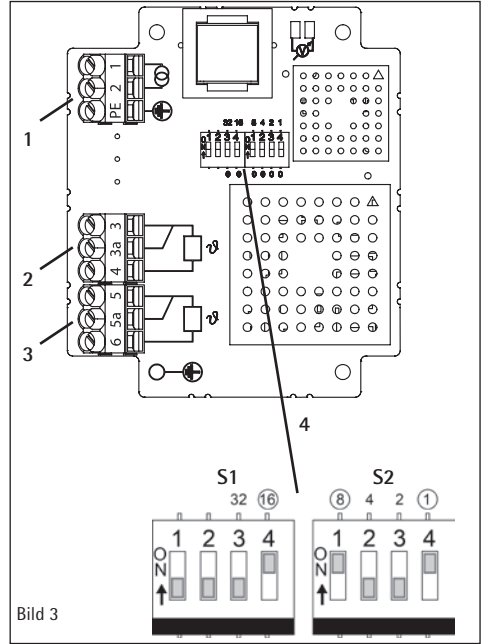 1 2 PE
1
V
32 16 8 4 2 1
ON 1 2 3 4 ON 1 2 3 4
3 3a 4
ϑ
2
5 5a 6
ϑ
3
4
S1 S2
32 16 8 4 2 1
1 2 3 4 1 2 3 4
ON ON
Bild 3